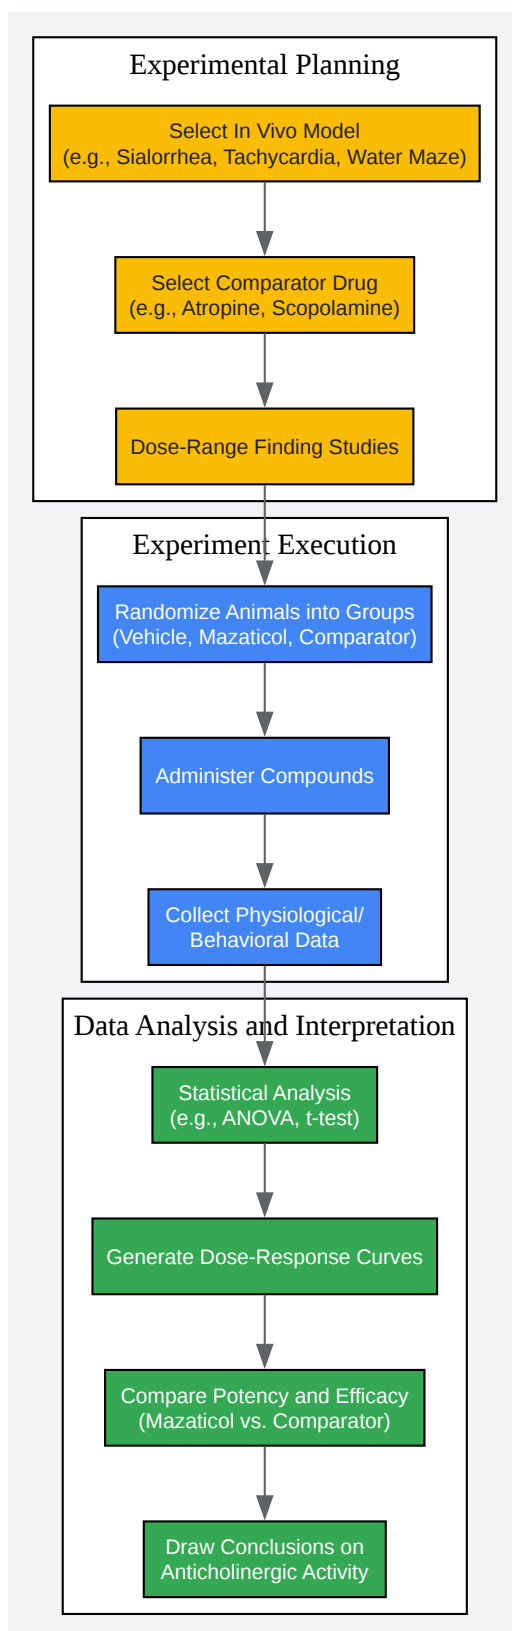 Experimental Planning
Select In Vivo Model
(e.g., Sialorrhea, Tachycardia, Water Maze)
Select Comparator Drug
(e.g., Atropine, Scopolamine)
Dose-Range Finding Studies
Experiment Execution
Randomize Animals into Groups
(Vehicle, Mazaticol, Comparator)
Administer Compounds
Collect Physiological/
Behavioral Data
Data Analysis and Interpretation
Statistical Analysis
(e.g., ANOVA, t-test)
Generate Dose-Response Curves
Compare Potency and Efficacy
(Mazaticol vs. Comparator)
Draw Conclusions on
Anticholinergic Activity